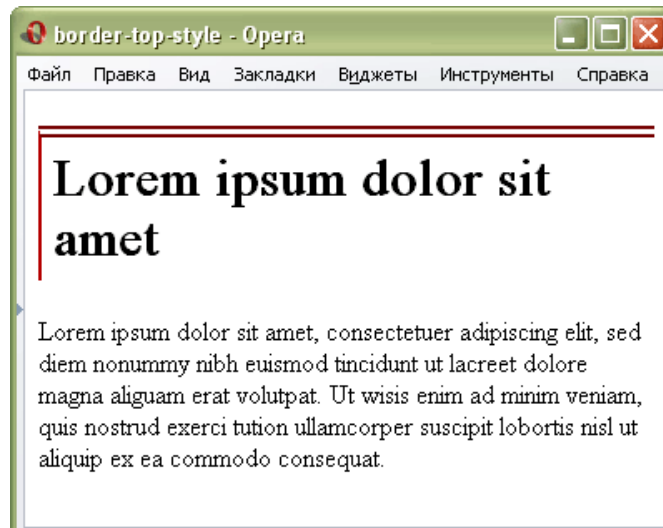 border-top-style - Opera
Файл Правка Вид Закладки Виджеты Инструменты Справка
Lorem ipsum dolor sit
amet
Lorem ipsum dolor sit amet, consectetuer adipiscing elit, sed
diem nonummy nibh euismod tincidunt ut lacreet dolore
magna aliguam erat volutpat. Ut wisis enim ad minim veniam,
quis nostrud exerci tution ullamcorper suscipit lobortis nisl ut
aliquip ex ea commodo consequat.